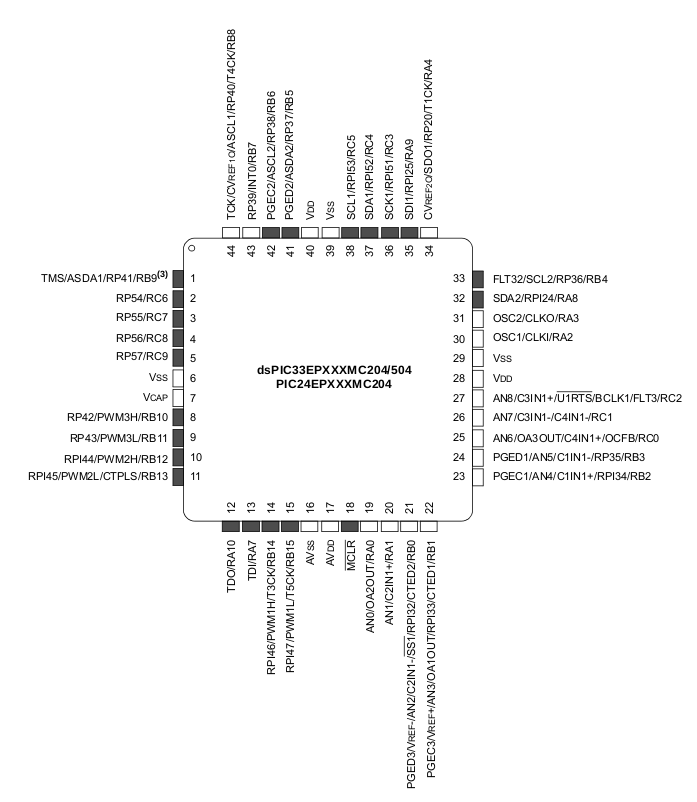 TCK/CVREF1O/ASCL1/RP40/T4CK/RB8
RP39/INT0/RB7
PGEC2/ASCL2/RP38/RB6
PGED2/ASDA2/RP37/RB5
VDD
VSS
SCL1/RPI53/RC5
SDA1/RPI52/RC4
SCK1/RPI51/RC3
SDI1/RPI25/RA9
CVREF2O/SDO1/RP20/T1CK/RA4
44 43 42 41 40 39 38 37 36 35 34
TMS/ASDA1/RP41/RB9(3) 1
RP54/RC6 2
RP55/RC7 3
RP56/RC8 4
RP57/RC9 5
VSS 6
VCAP 7
RP42/PWM3H/RB10 8
RP43/PWM3L/RB11 9
RPI44/PWM2H/RB12 10
RPI45/PWM2L/CTPLS/RB13 11
dsPIC33EPXXXMC204/504
PIC24EPXXXMC204
33 FLT32/SCL2/RP36/RB4
32 SDA2/RPI24/RA8
31 OSC2/CLKO/RA3
30 OSC1/CLKI/RA2
29 VSS
28 VDD
27 AN8/C3IN1+/U1RTS/BCLK1/FLT3/RC2
26 AN7/C3IN1-/C4IN1-/RC1
25 AN6/OA3OUT/C4IN1+/OCFB/RC0
24 PGED1/AN5/C1IN1-/RP35/RB3
23 PGEC1/AN4/C1IN1+/RPI34/RB2
12 13 14 15 16 17 18 19 20 21 22
TDO/RA10
TDI/RA7
RPI46/PWM1H/T3CK/RB14
RPI47/PWM1L/T5CK/RB15
AVSS
AVDD
MCLR
AN0/OA2OUT/RA0
AN1/C2IN1+/RA1
PGED3/VREF-/AN2/C2IN1-/SS1/RPI32/CTED2/RB0
PGEC3/VREF+/AN3/OA1OUT/RPI33/CTED1/RB1